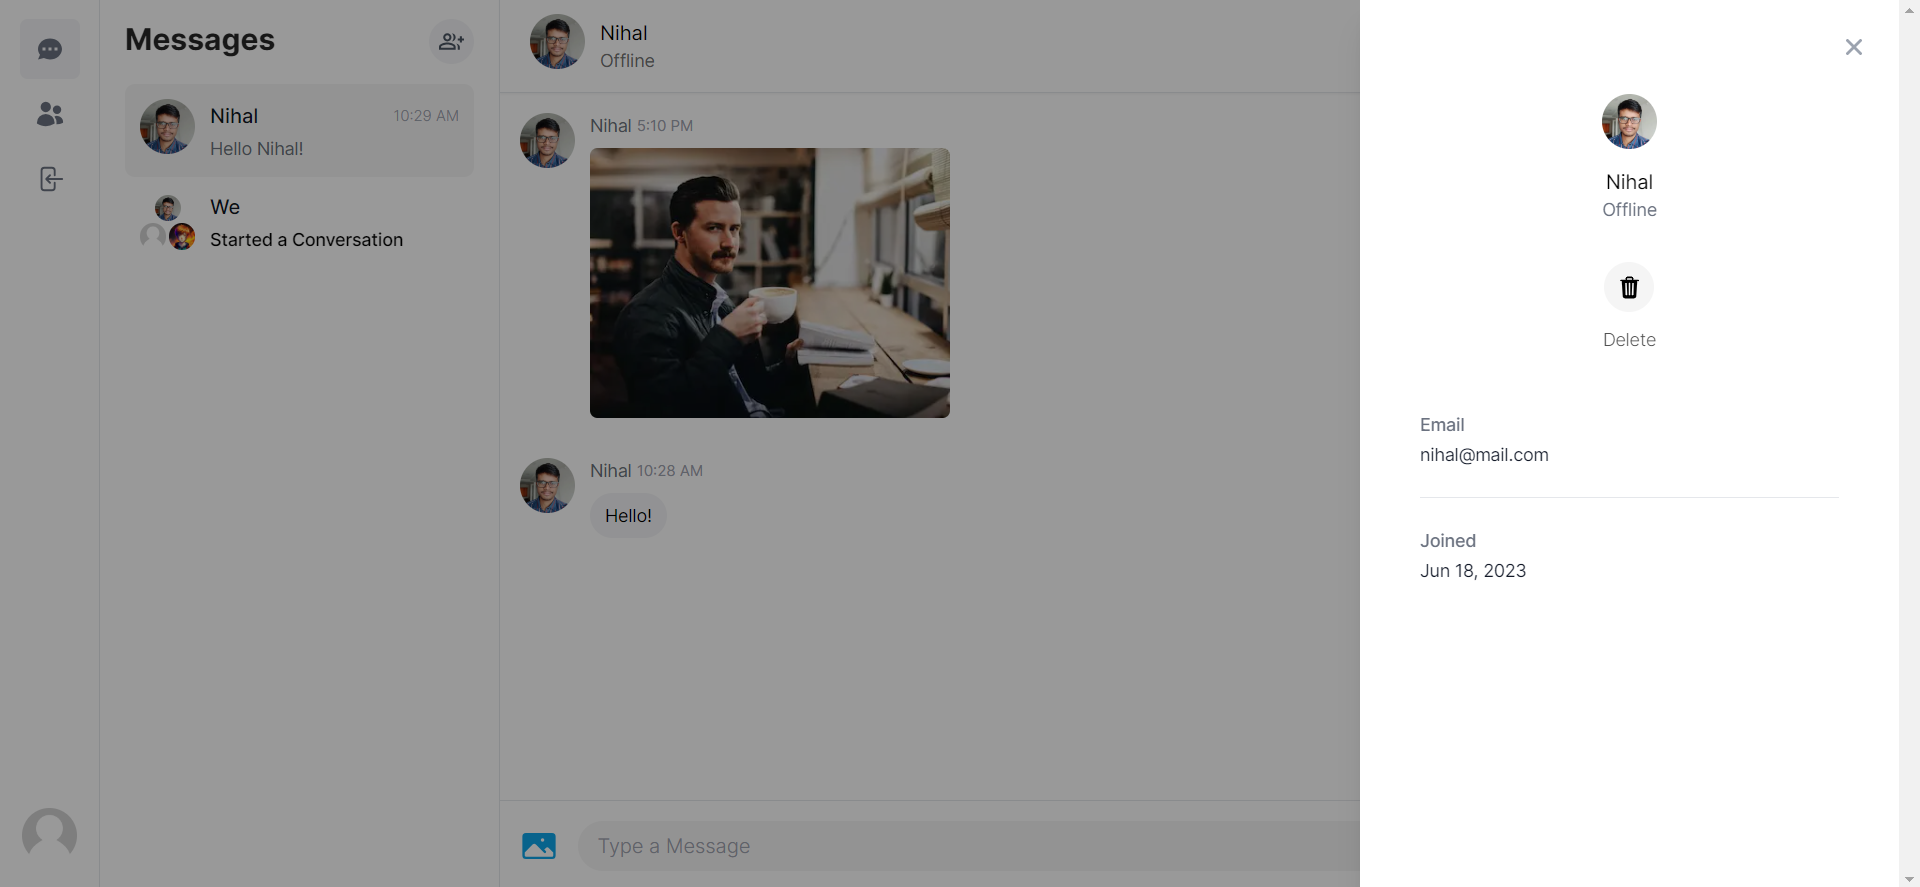 Messages
Nihal
10:29 AM
Hello Nihal!
We
Started a Conversation
Nihal
Offline
Nihal 5:10 PM
Nihal 10:28 AM
Hello!
Type a Message
Nihal
Offline
Delete
Email
nihal@mail.com
Joined
Jun 18, 2023